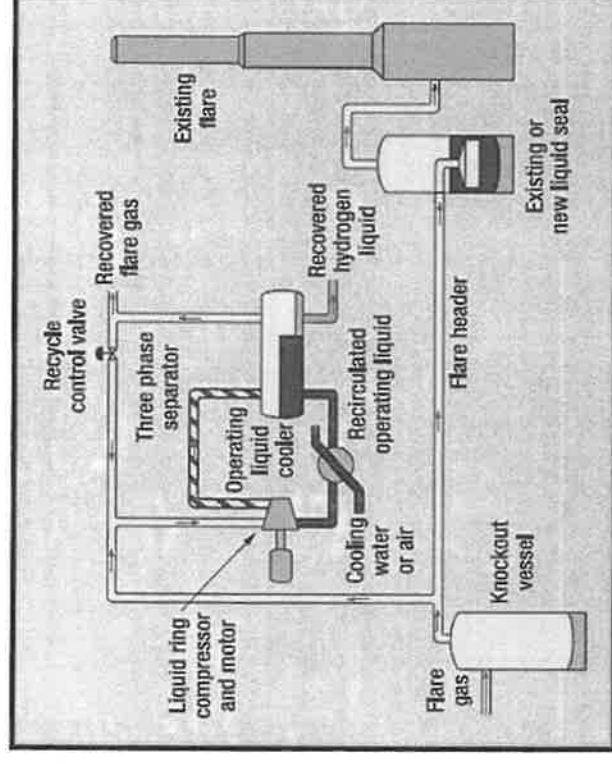 Existing
flare
Recycle
control valve
Recovered
flare gas
Three phase
separator
Operating
liquid
cooler
Recovered
hydrogen
liquid
Liquid ring
compressor
and motor
Cooling
water
or air
Recirculated
operating liquid
Flare header
Existing or
new liquid seal
Flare
gas
Knockout
vessel